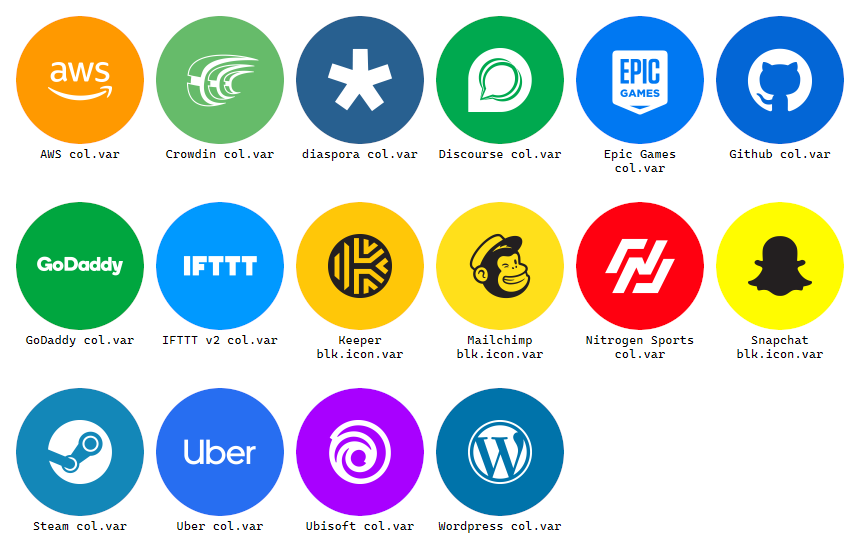 aws
EPIC
GAMES
AWS col.var
Crowdin col.var
diaspora col.var
Discourse col.var
Epic Games
col.var
Github col.var
GoDaddy
IFTTT
GoDaddy col.var
IFTTT v2 col.var
Keeper
blk.icon.var
Mailchimp
blk.icon.var
Nitrogen Sports
col.var
Snapchat
blk.icon.var
Uber
Steam col.var
Uber col.var
Ubisoft col.var
Wordpress col.var